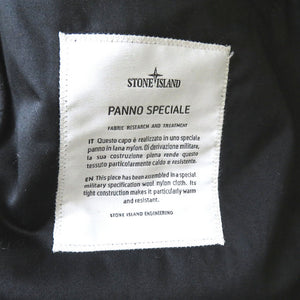 STONE ISLAND
PANNO SPECIALE
FABRIC RESEARCH AND TREATMENT
IT Questo capo è realizzato in uno speciale
panno in lana nylon. Di derivazione militare,
la sua costruzione piena rende questo
tessuto particolarmente caldo e resistente.
EN This piece has been assembled in a special
military specification wool nylon cloth. Its
tight construction makes it particularly warm
and resistant.
STONE ISLAND ENGINEERING